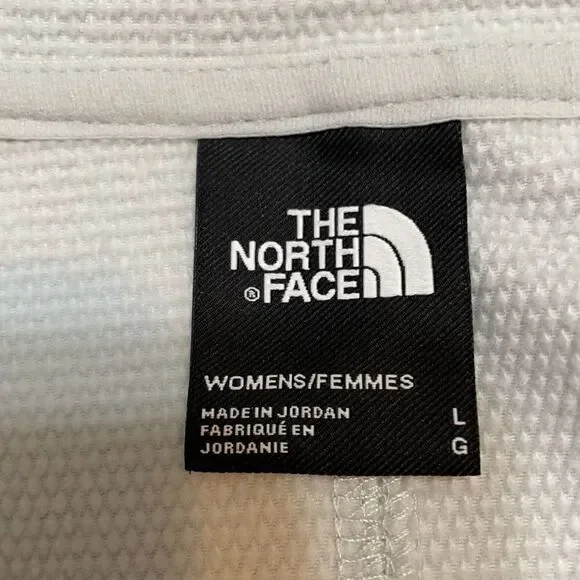 THE
NORTH
® FACE
WOMENS/FEMMES
MADE IN JORDAN L
FABRIQUÉ EN
JORDANIE G